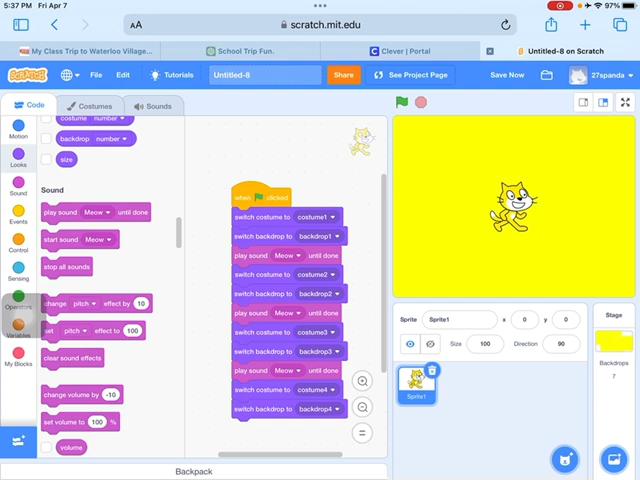 5:37 PM Fri Apr 7
97%
AA
scratch.mit.edu
My Class Trip to Waterloo Village...
School Trip Fun.
Clever | Portal
Untitled-8 on Scratch
SCRATCH
File
Edit
Tutorials
Untitled-8
Share
See Project Page
Save Now
27spanda
Code
Costumes
Sounds
Motion
Looks
Sound
Events
Control
Sensing
Operators
Variables
My Blocks
costume number
backdrop number
size
Sound
play sound Meow until done
start sound Meow
stop all sounds
change pitch effect by 10
set pitch effect to 100
clear sound effects
change volume by -10
set volume to 100 %
volume
when clicked
switch costume to costume1
switch backdrop to backdrop1
play sound Meow until done
switch costume to costume2
switch backdrop to backdrop2
play sound Meow until done
switch costume to costume3
switch backdrop to backdrop3
play sound Meow until done
switch costume to costume4
switch backdrop to backdrop4
Backpack
Sprite
Sprite1
x 0
y 0
Size 100
Direction 90
Sprite1
Stage
Backdrops
7